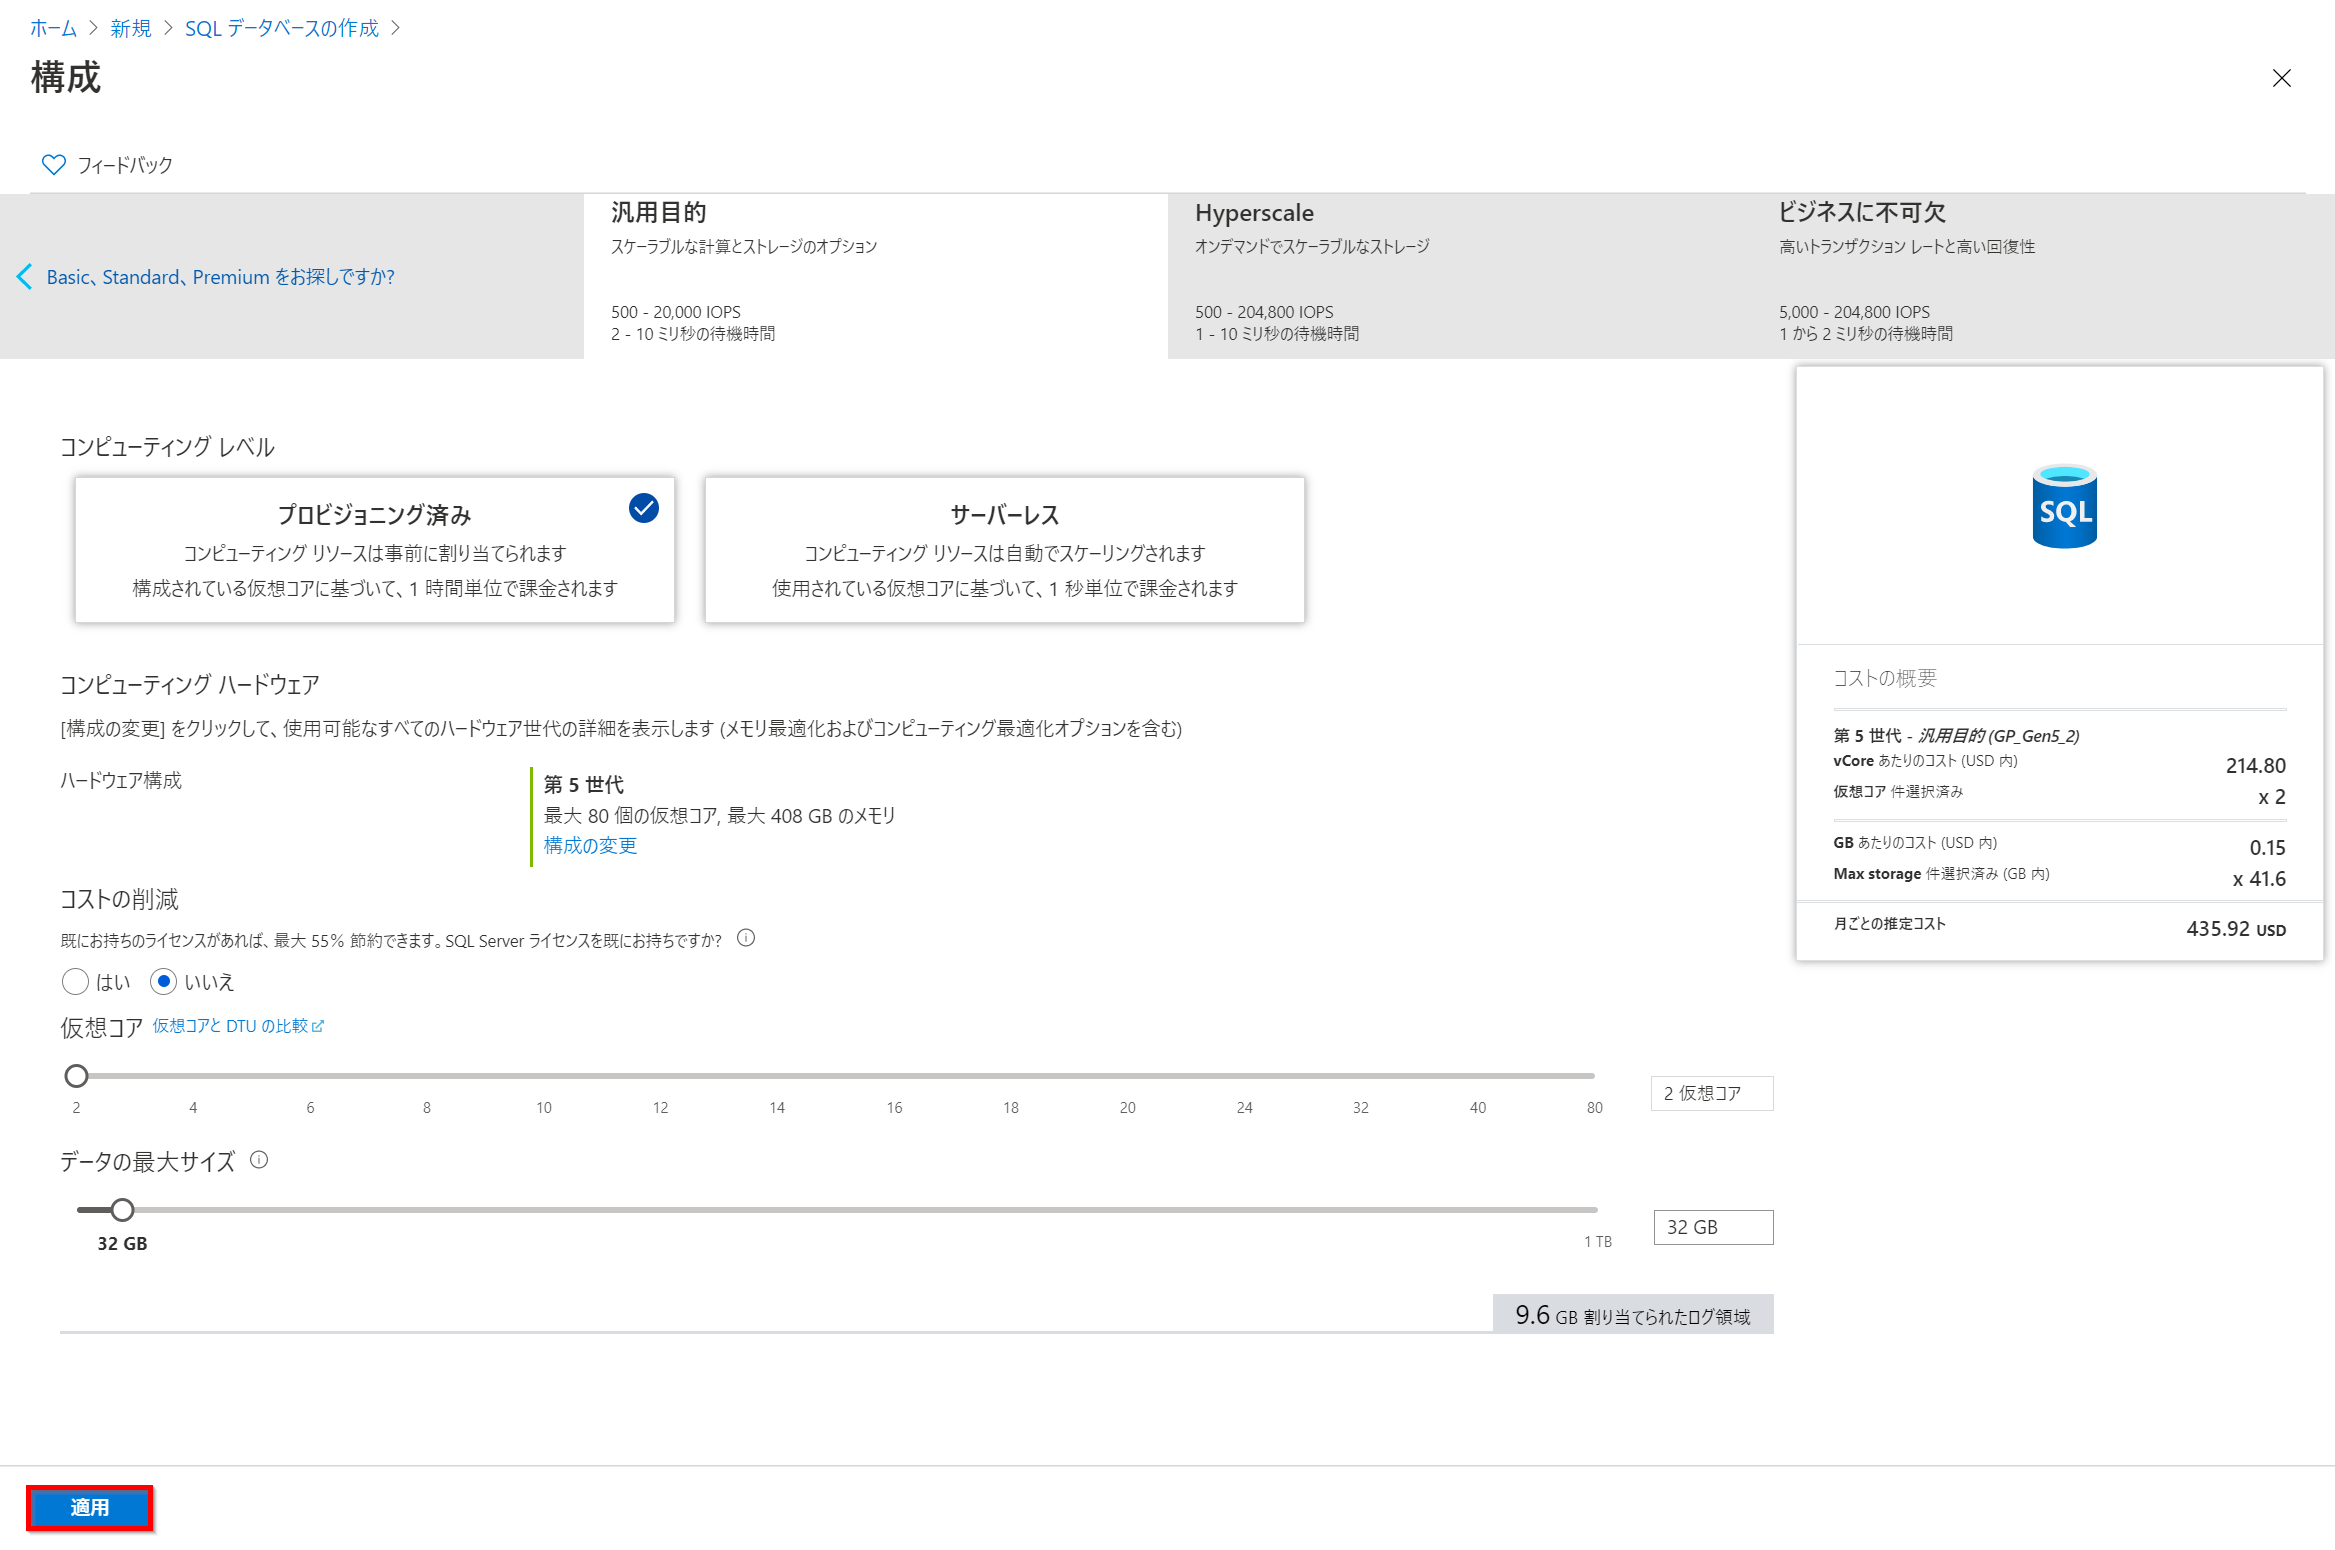 ホーム > 新規 > SQL データベースの作成 >
構成
フィードバック
Basic、Standard、Premium をお探しですか?
汎用目的
スケーラブルな計算とストレージのオプション
500 - 20,000 IOPS
2 - 10 ミリ秒の待機時間
Hyperscale
オンデマンドでスケーラブルなストレージ
500 - 204,800 IOPS
1 - 10 ミリ秒の待機時間
ビジネスに不可欠
高いトランザクション レートと高い回復性
5,000 - 204,800 IOPS
1 から 2 ミリ秒の待機時間
コンピューティング レベル
プロビジョニング済み
コンピューティング リソースは事前に割り当てられます
構成されている仮想コアに基づいて、1 時間単位で課金されます
サーバーレス
コンピューティング リソースは自動でスケーリングされます
使用されている仮想コアに基づいて、1 秒単位で課金されます
コンピューティング ハードウェア
[構成の変更] をクリックして、使用可能なすべてのハードウェア世代の詳細を表示します (メモリ最適化およびコンピューティング最適化オプションを含む)
ハードウェア構成
第 5 世代
最大 80 個の仮想コア, 最大 408 GB のメモリ
構成の変更
コストの削減
既にお持ちのライセンスがあれば、最大 55% 節約できます。SQL Server ライセンスを既にお持ちですか?
はい いいえ
仮想コア 仮想コアと DTU の比較
2 4 6 8 10 12 14 16 18 20 24 32 40 80
2 仮想コア
データの最大サイズ
32 GB
1 TB
32 GB
9.6 GB 割り当てられたログ領域
SQL
コストの概要
第 5 世代 - 汎用目的 (GP_Gen5_2)
vCore あたりのコスト (USD 内) 214.80
仮想コア 件選択済み x 2
GB あたりのコスト (USD 内) 0.15
Max storage 件選択済み (GB 内) x 41.6
月ごとの推定コスト 435.92 USD
適用